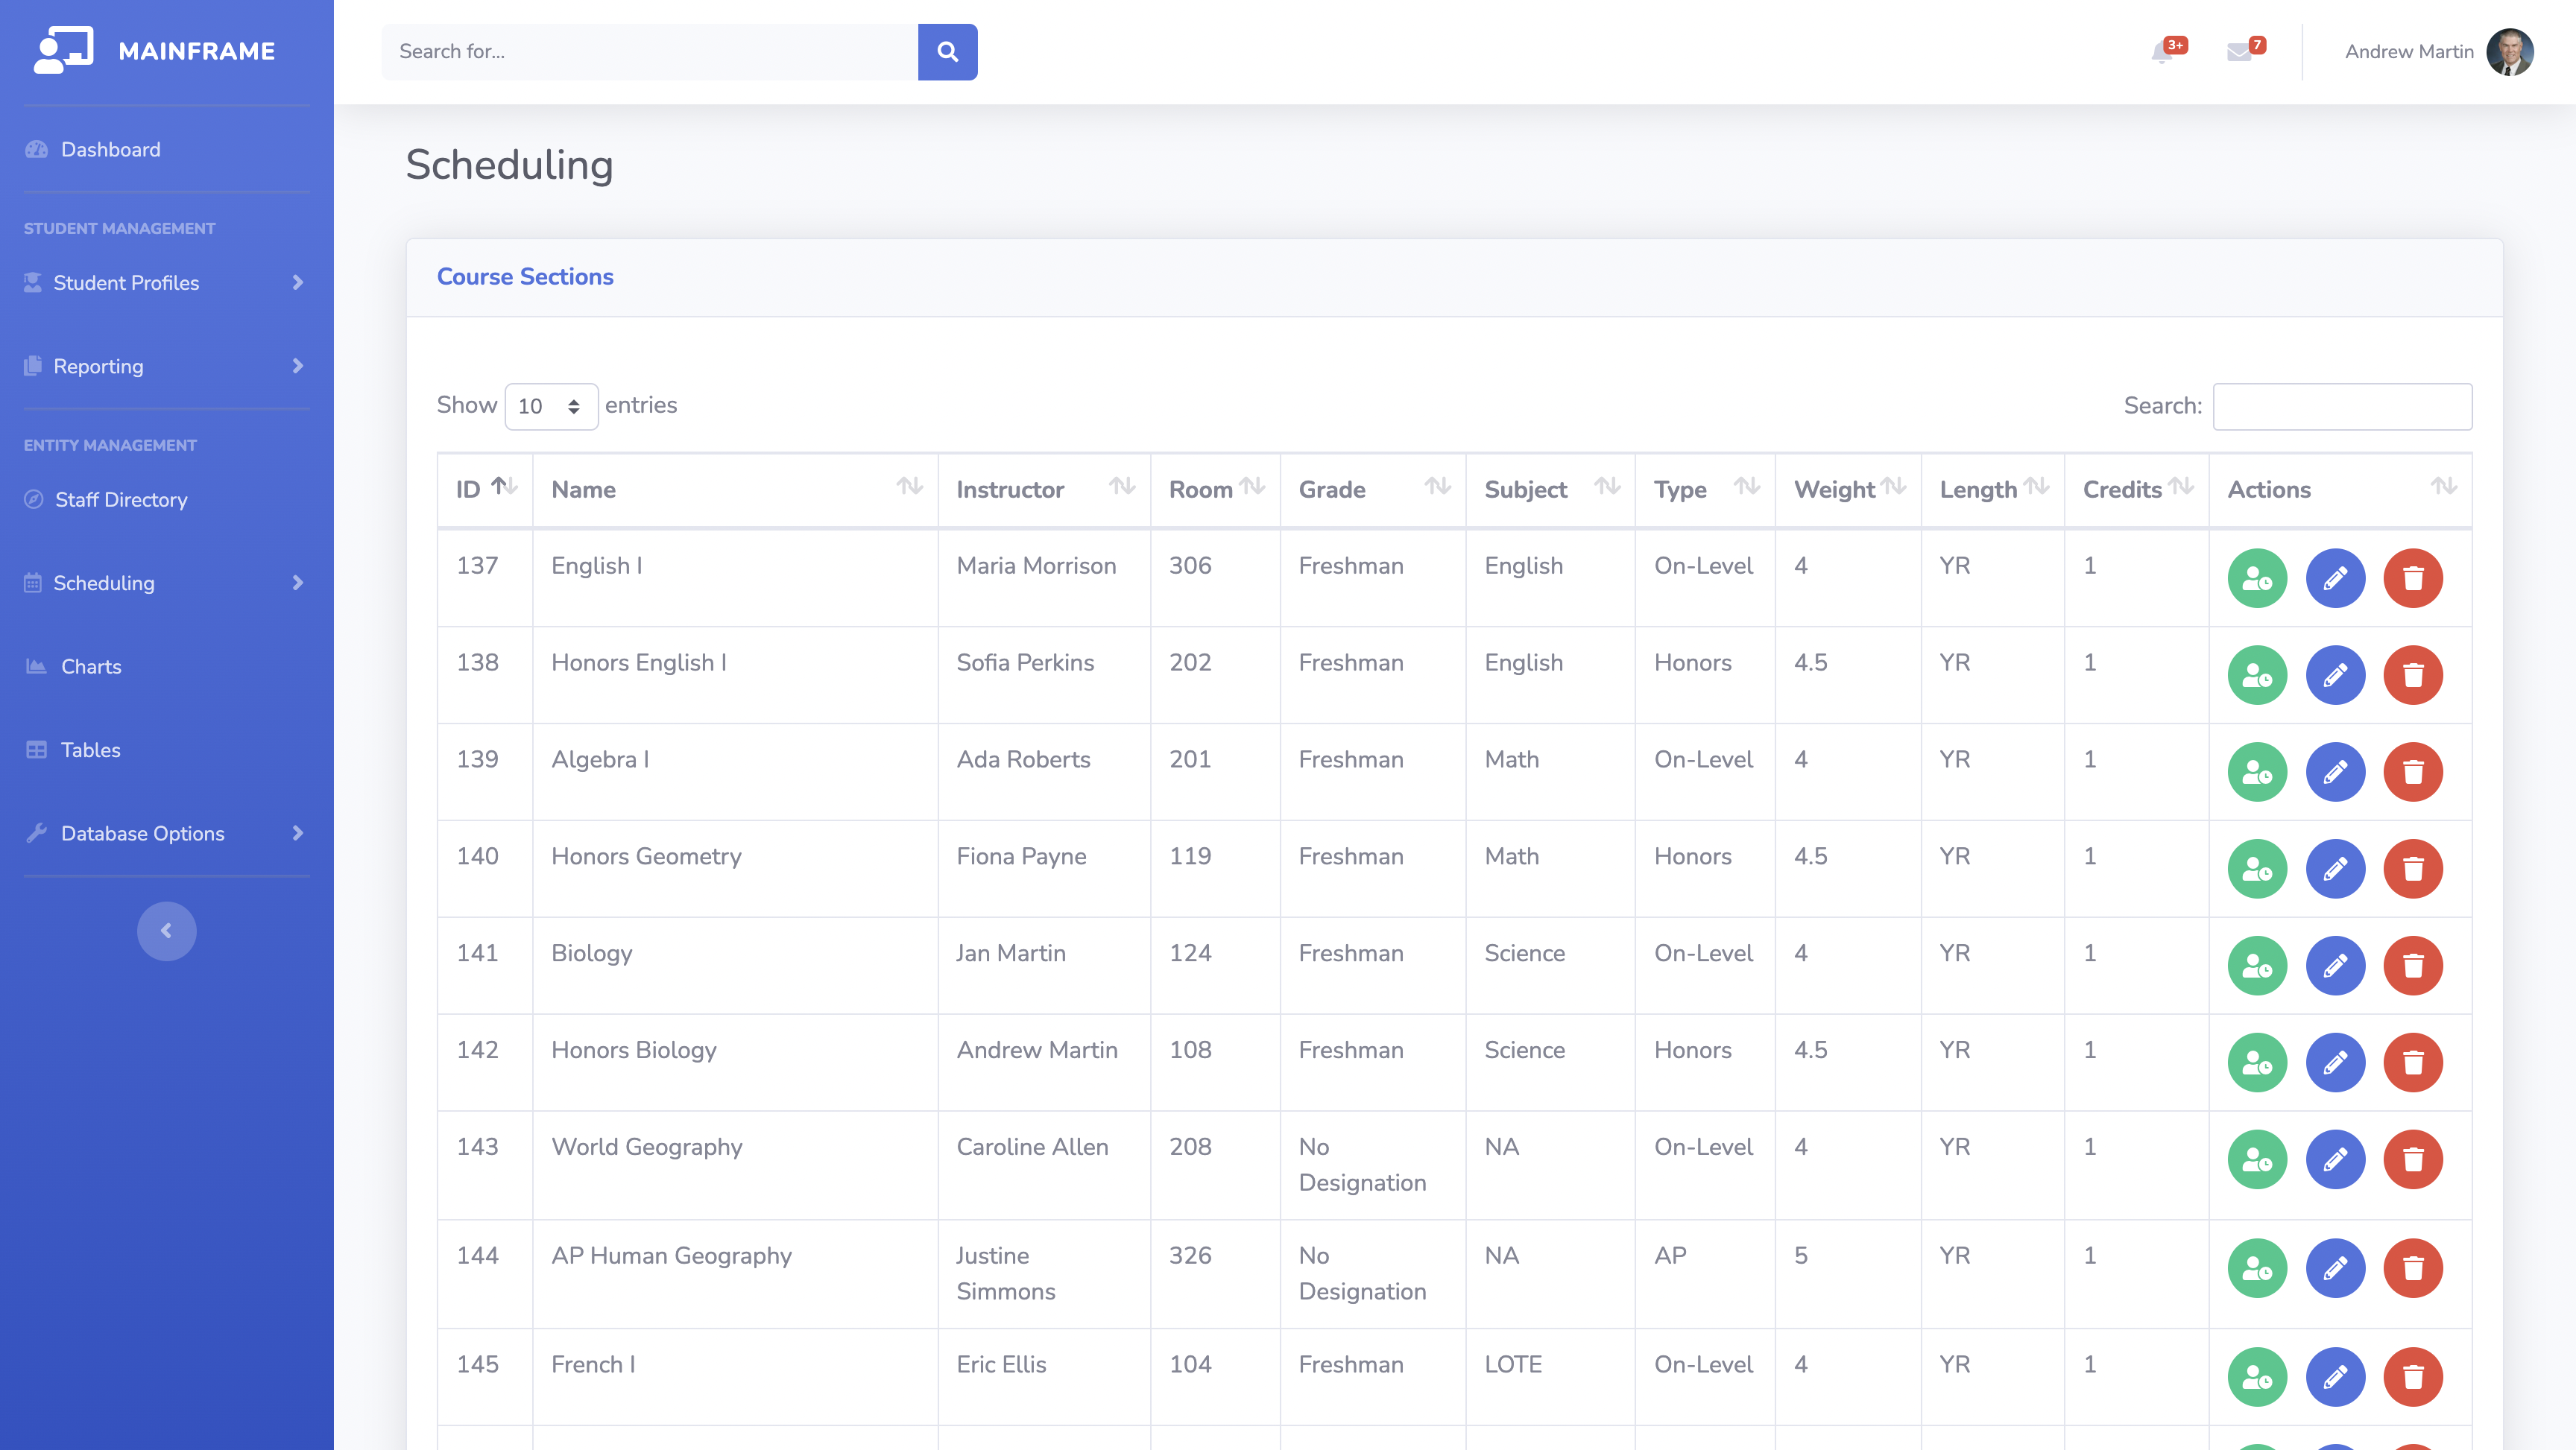 MAINFRAME
Search for...
3+
7
Andrew Martin
Dashboard
STUDENT MANAGEMENT
Student Profiles
Reporting
ENTITY MANAGEMENT
Staff Directory
Scheduling
Charts
Tables
Database Options
Scheduling
Course Sections
Show 10 entries
Search:
ID Name Instructor Room Grade Subject Type Weight Length Credits Actions
137 English I Maria Morrison 306 Freshman English On-Level 4 YR 1
138 Honors English I Sofia Perkins 202 Freshman English Honors 4.5 YR 1
139 Algebra I Ada Roberts 201 Freshman Math On-Level 4 YR 1
140 Honors Geometry Fiona Payne 119 Freshman Math Honors 4.5 YR 1
141 Biology Jan Martin 124 Freshman Science On-Level 4 YR 1
142 Honors Biology Andrew Martin 108 Freshman Science Honors 4.5 YR 1
143 World Geography Caroline Allen 208 No NA On-Level 4 YR 1
Designation
144 AP Human Geography Justine 326 No NA AP 5 YR 1
Simmons Designation
145 French I Eric Ellis 104 Freshman LOTE On-Level 4 YR 1